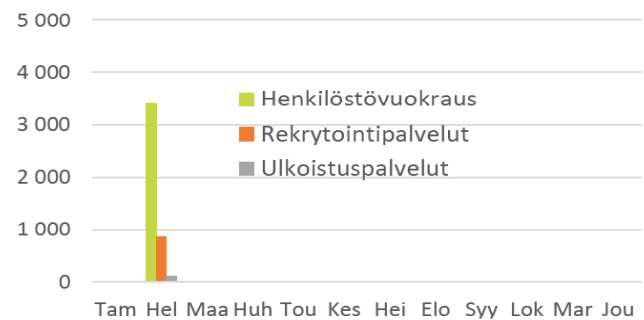 5 000
4 000
3 000
2 000
1 000
0
Henkilöstövuokraus
Rekrytointipalvelut
Ulkoistuspalvelut
Tam Hel Maa Huh Tou Kes Hei Elo Syy Lok Mar Jou